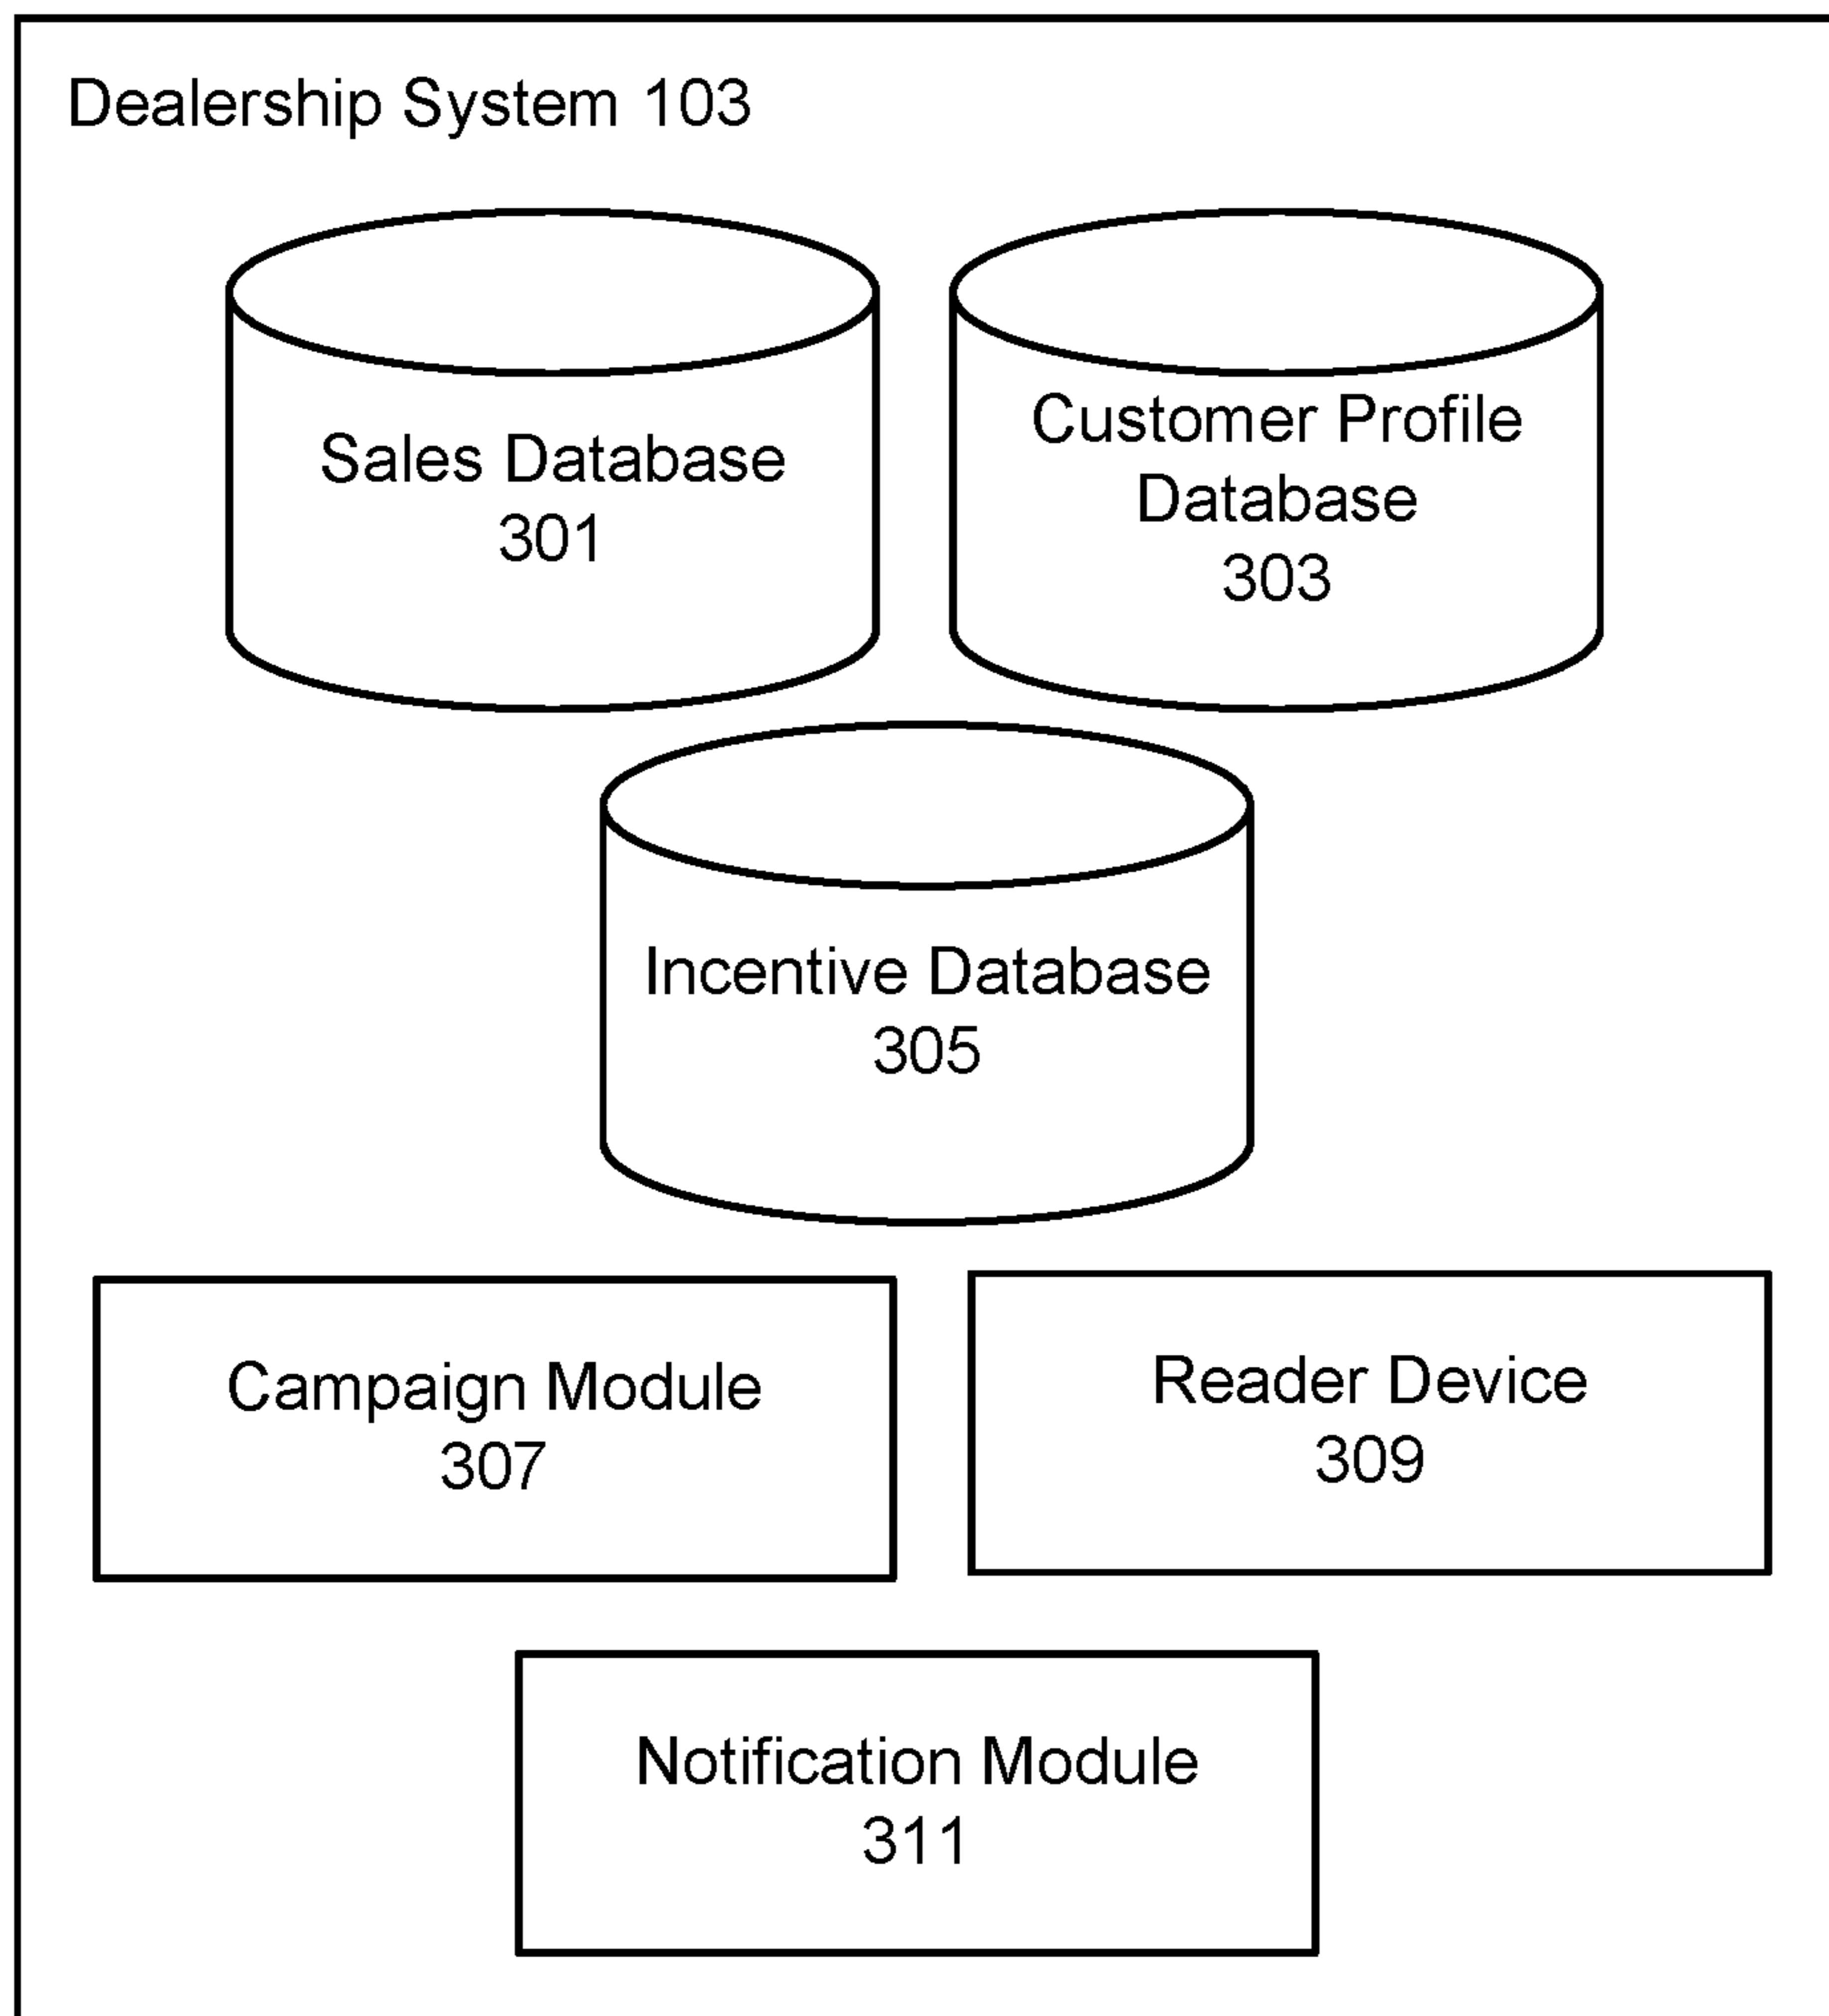 Dealership System 103
Sales Database
301
Customer Profile
Database
303
Incentive Database
305
Campaign Module
307
Reader Device
309
Notification Module
311